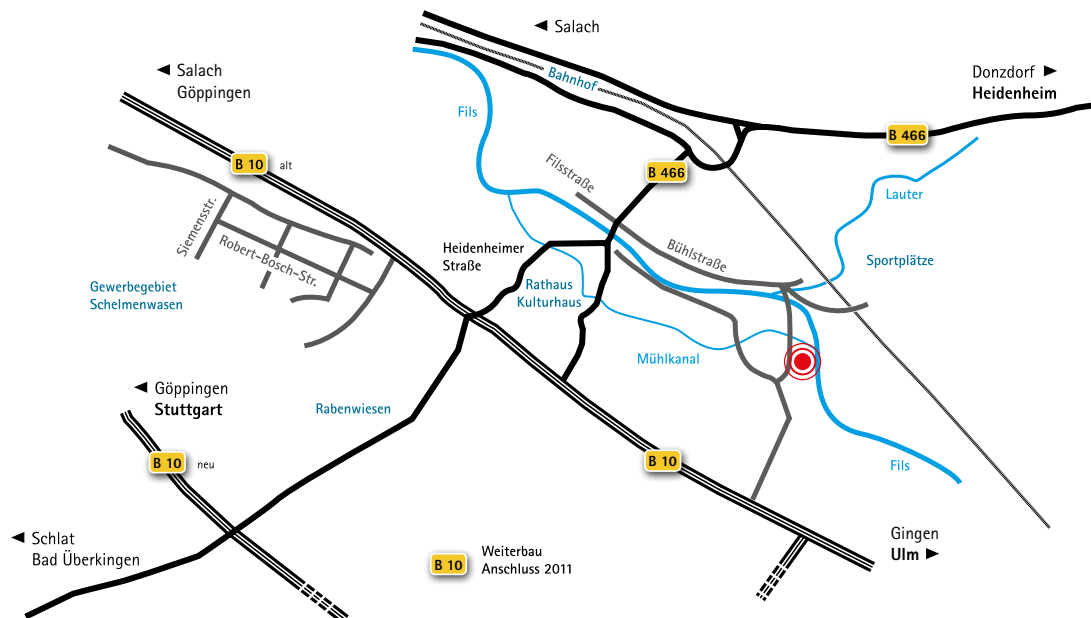 Salach
Salach
Göppingen
Donzdorf
Heidenheim
Bahnhof
Fils
B 466
B 10 alt
B 466
Filsstraße
Lauter
Siemensstr.
Robert-Bosch-Str.
Heidenheimer
Straße
Bühlstraße
Sportplätze
Gewerbegebiet
Schelmenwasen
Rathaus
Kulturhaus
Mühlkanal
Göppingen
Stuttgart
Rabenwiesen
B 10 neu
B 10
Fils
Schlat
Bad Überkingen
Gingen
Ulm
B 10
Weiterbau
Anschluss 2011